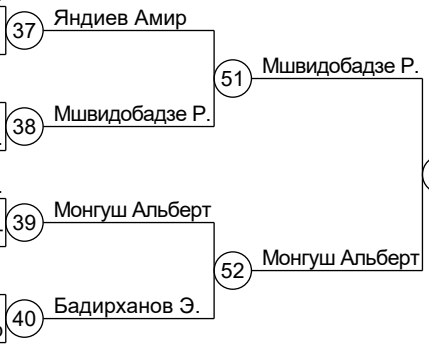 37 Яндиев Амир
51 Мшвидобадзе Р.
38 Мшвидобадзе Р.
39 Монгуш Альберт
52 Монгуш Альберт
40 Бадирханов Э.